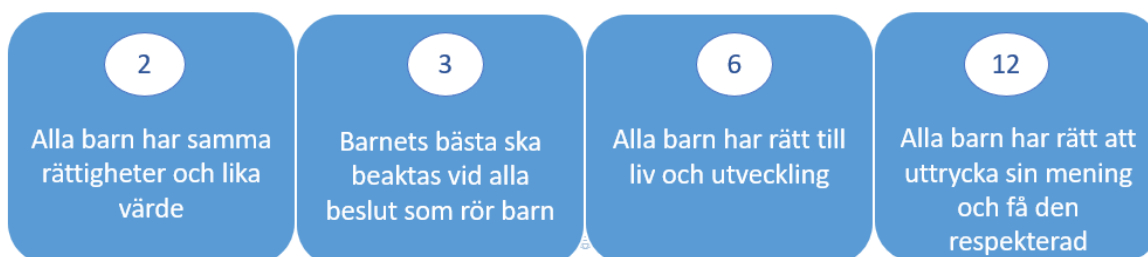 2
Alla barn har samma
rättigheter och lika
värde
3
Barnets bästa ska
beaktas vid alla
beslut som rör barn
6
Alla barn har rätt till
liv och utveckling
12
Alla barn har rätt att
uttrycka sin mening
och få den
respekterad